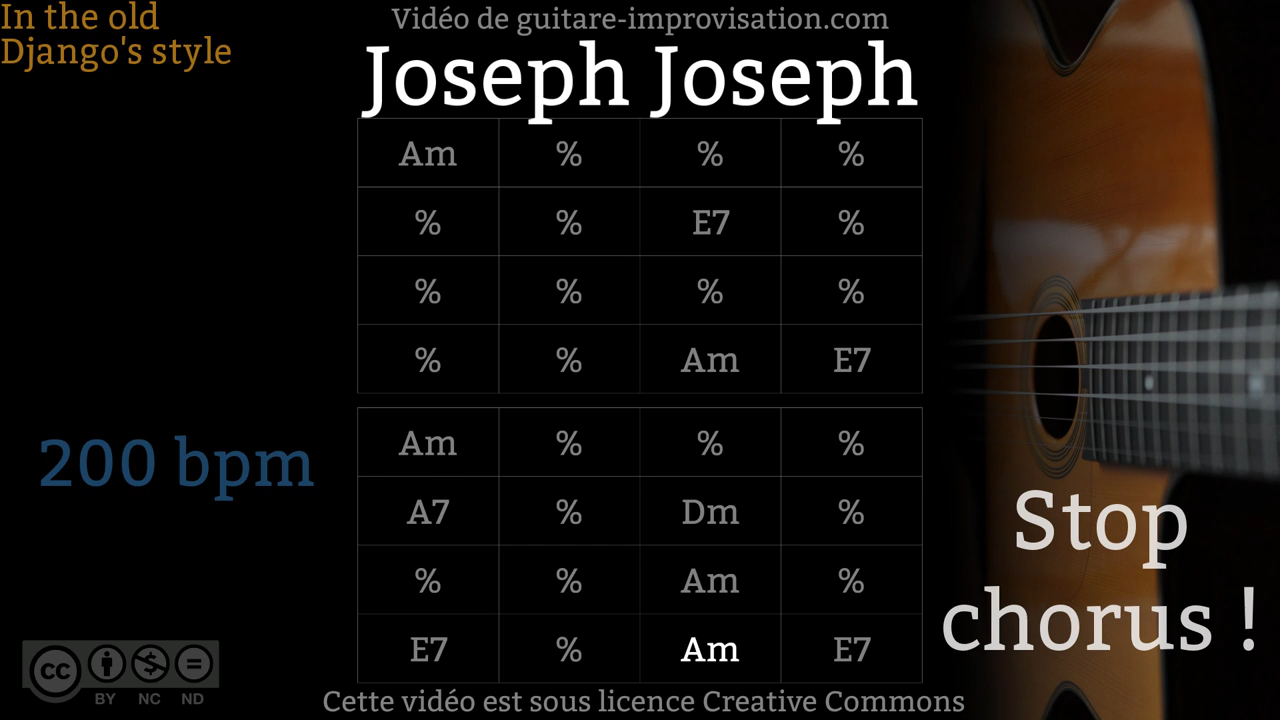 In the old
Django's style
Vidéo de guitare-improvisation.com
Joseph Joseph
Am % % %
% % E7 %
% % % %
% % Am E7
Am % % %
A7 % Dm %
% % Am %
E7 % Am E7
200 bpm
Stop
chorus !
cc
BY NC ND
Cette vidéo est sous licence Creative Commons